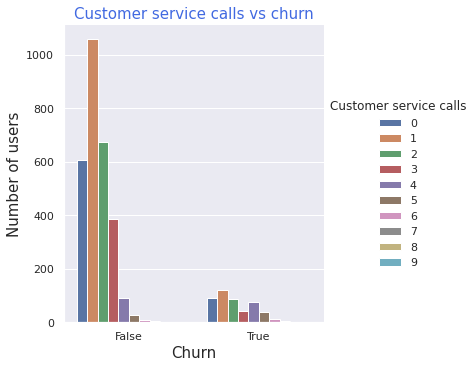 Customer service calls vs churn
Number of users
1000
800
600
400
200
0
False
True
Churn
Customer service calls
0
1
2
3
4
5
6
7
8
9